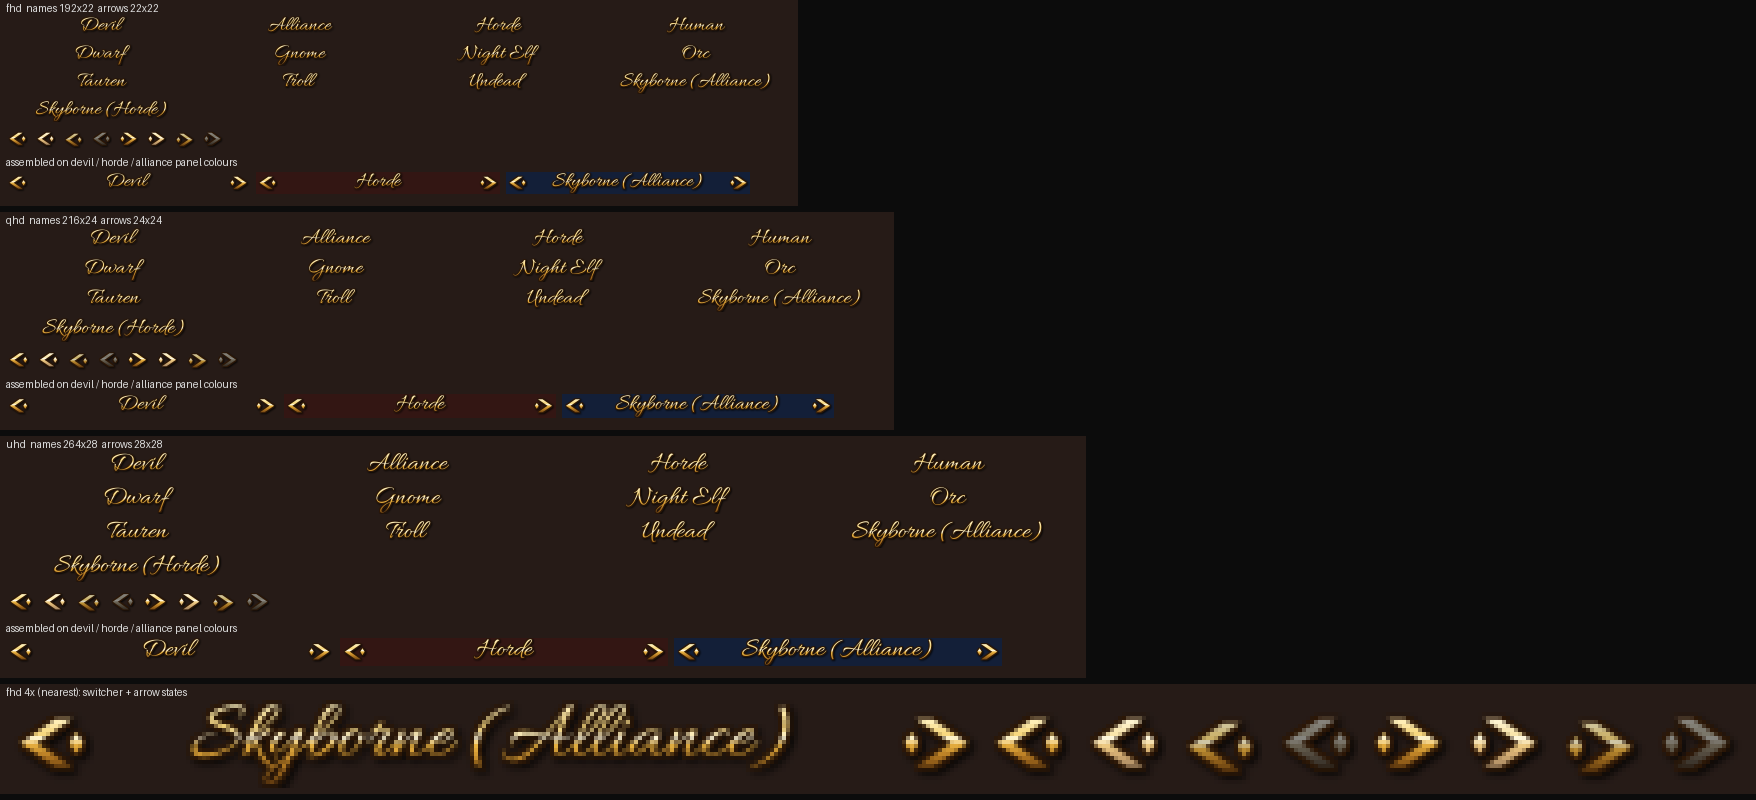 fhd names 192x22 arrows 22x22
Devil Alliance Horde Human
Dwarf Gnome Night Elf Orc
Tauren Troll Undead Skyborne (Alliance)
Skyborne (Horde)
assembled on devil / horde / alliance panel colours
Devil Horde Skyborne (Alliance)
qhd names 216x24 arrows 24x24
Devil Alliance Horde Human
Dwarf Gnome Night Elf Orc
Tauren Troll Undead Skyborne (Alliance)
Skyborne (Horde)
assembled on devil / horde / alliance panel colours
Devil Horde Skyborne (Alliance)
uhd names 264x28 arrows 28x28
Devil Alliance Horde Human
Dwarf Gnome Night Elf Orc
Tauren Troll Undead Skyborne (Alliance)
Skyborne (Horde)
assembled on devil / horde / alliance panel colours
Devil Horde Skyborne (Alliance)
fhd 4x (nearest): switcher + arrow states
Skyborne (Alliance)